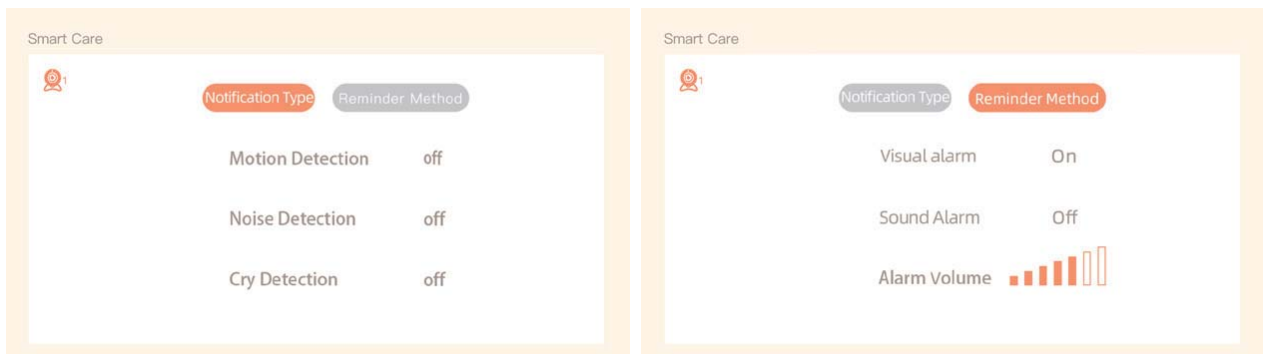 Smart Care
1
Notification Type Reminder Method
Motion Detection off
Noise Detection off
Cry Detection off
Smart Care
1
Notification Type Reminder Method
Visual alarm On
Sound Alarm Off
Alarm Volume